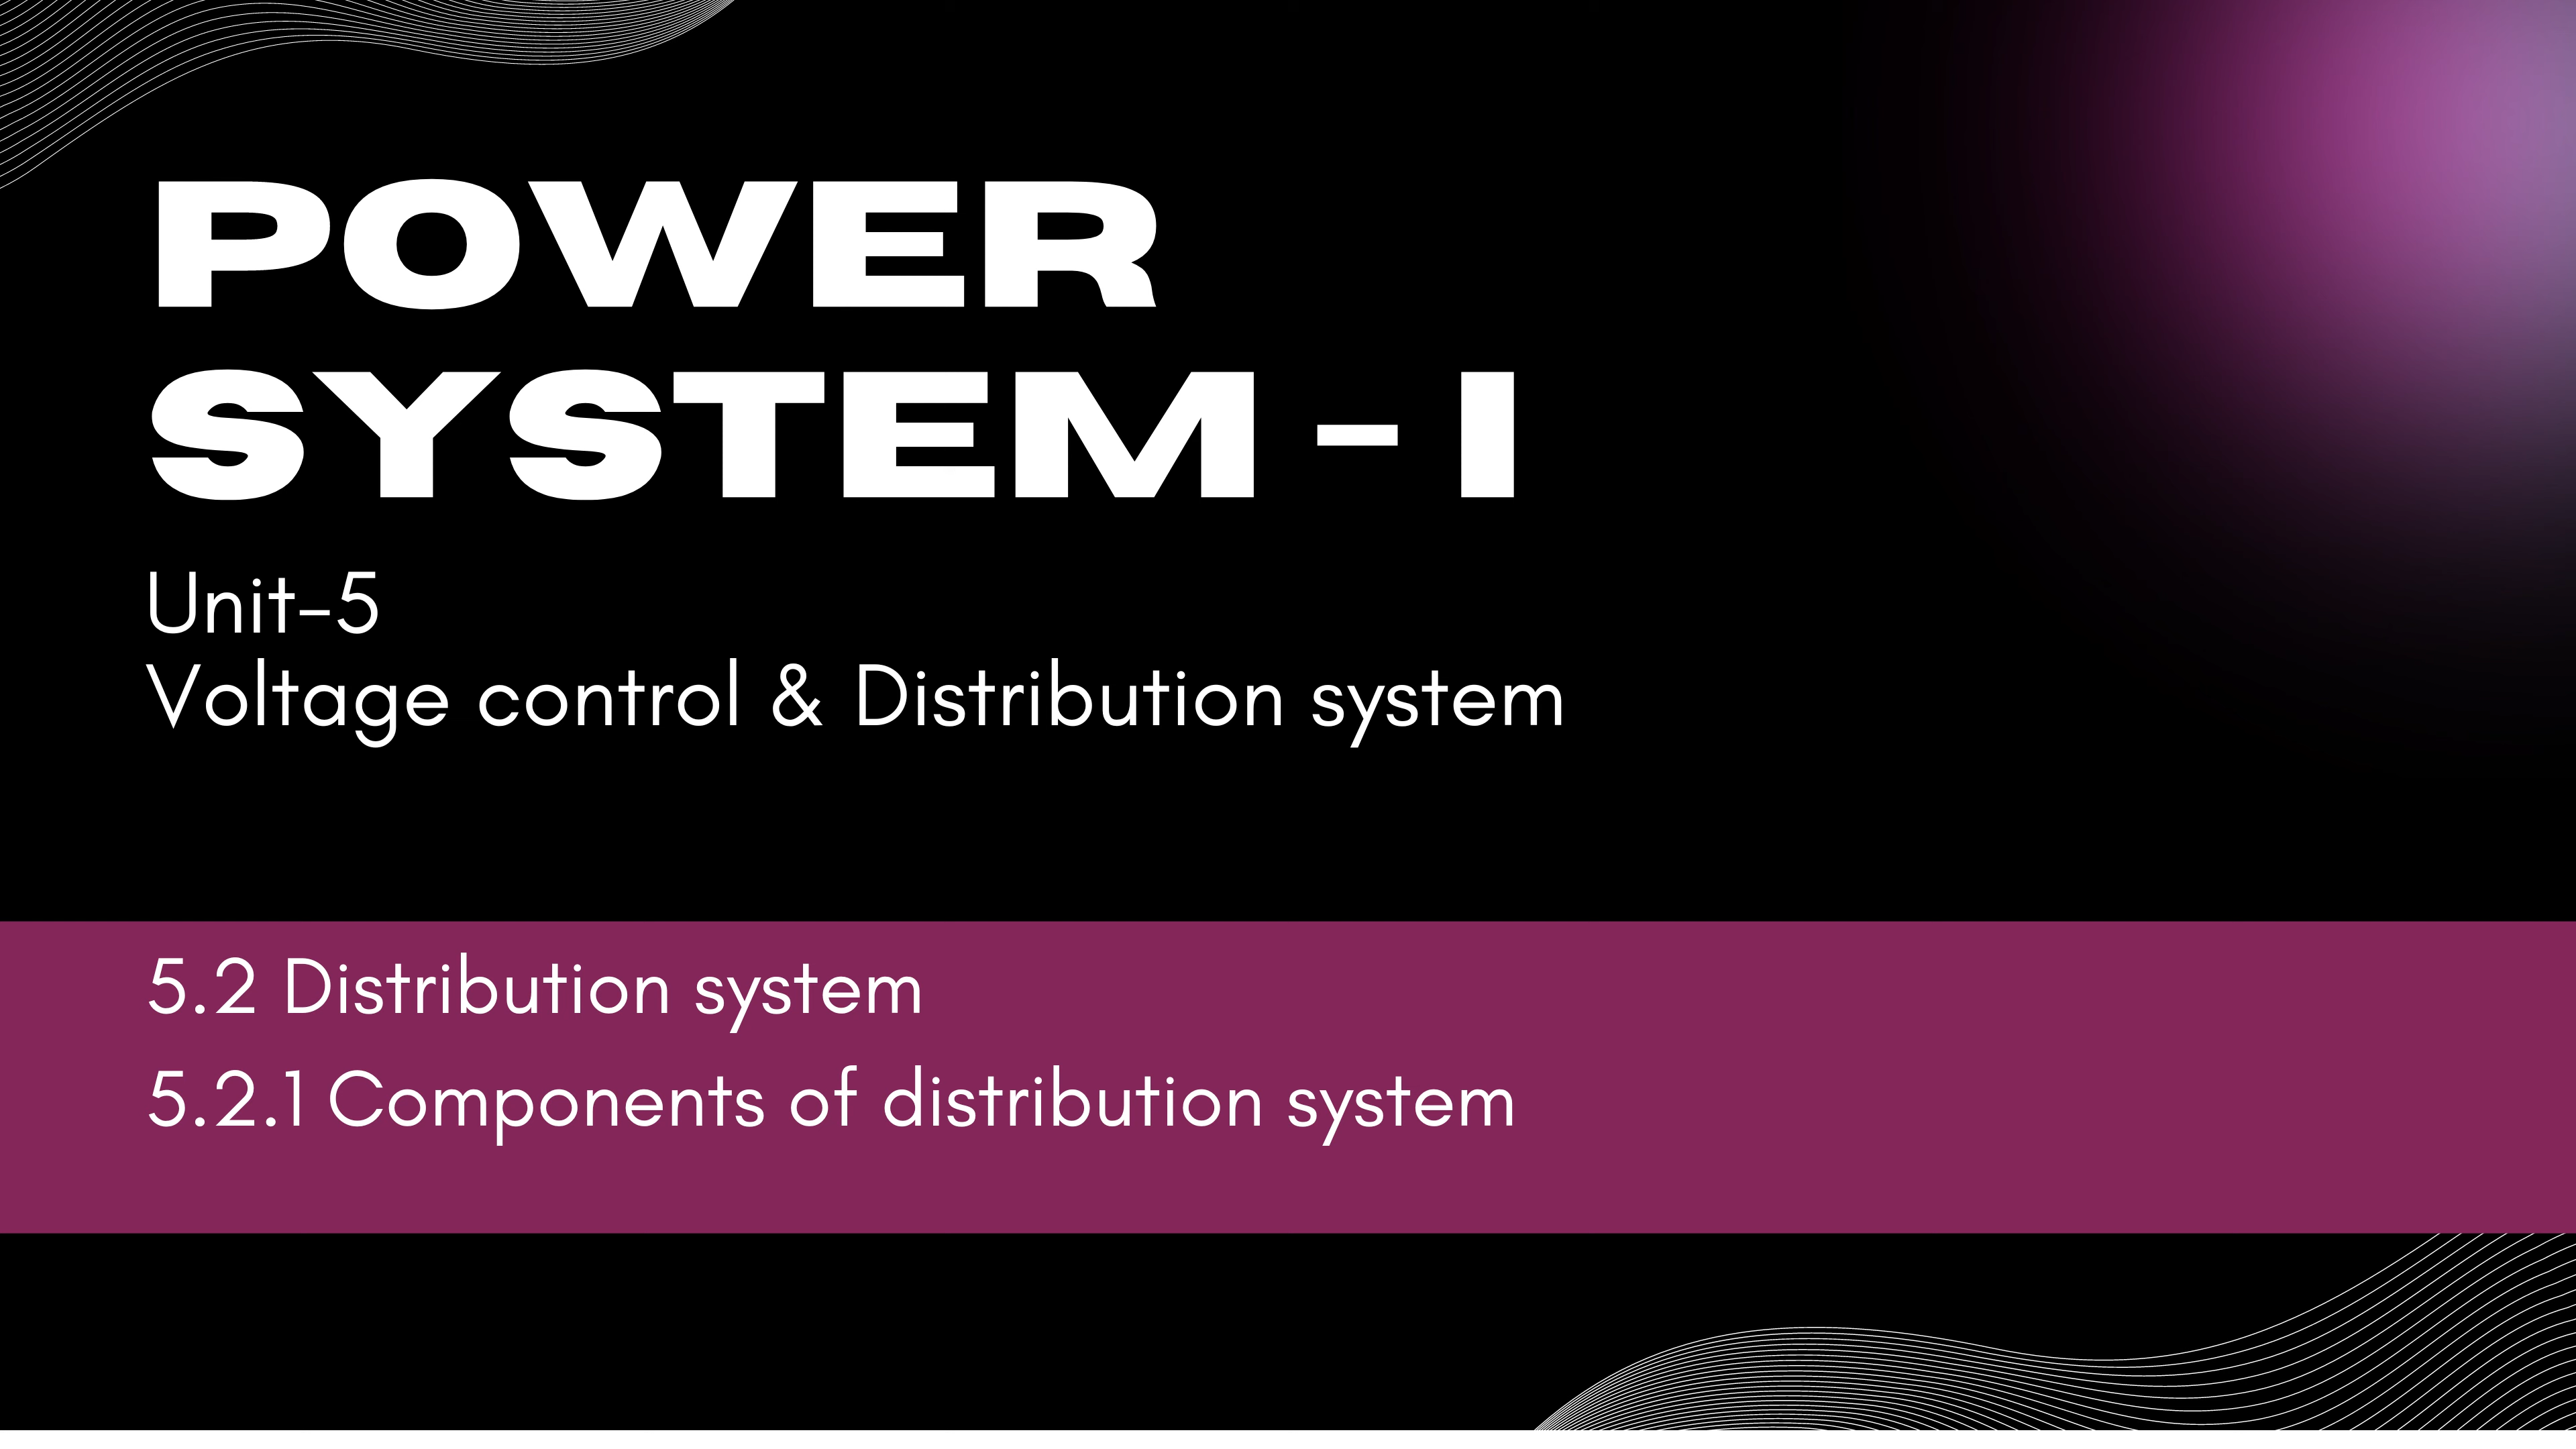 POWER
SYSTEM - I
Unit-5
Voltage control & Distribution system
5.2 Distribution system
5.2.1 Components of distribution system